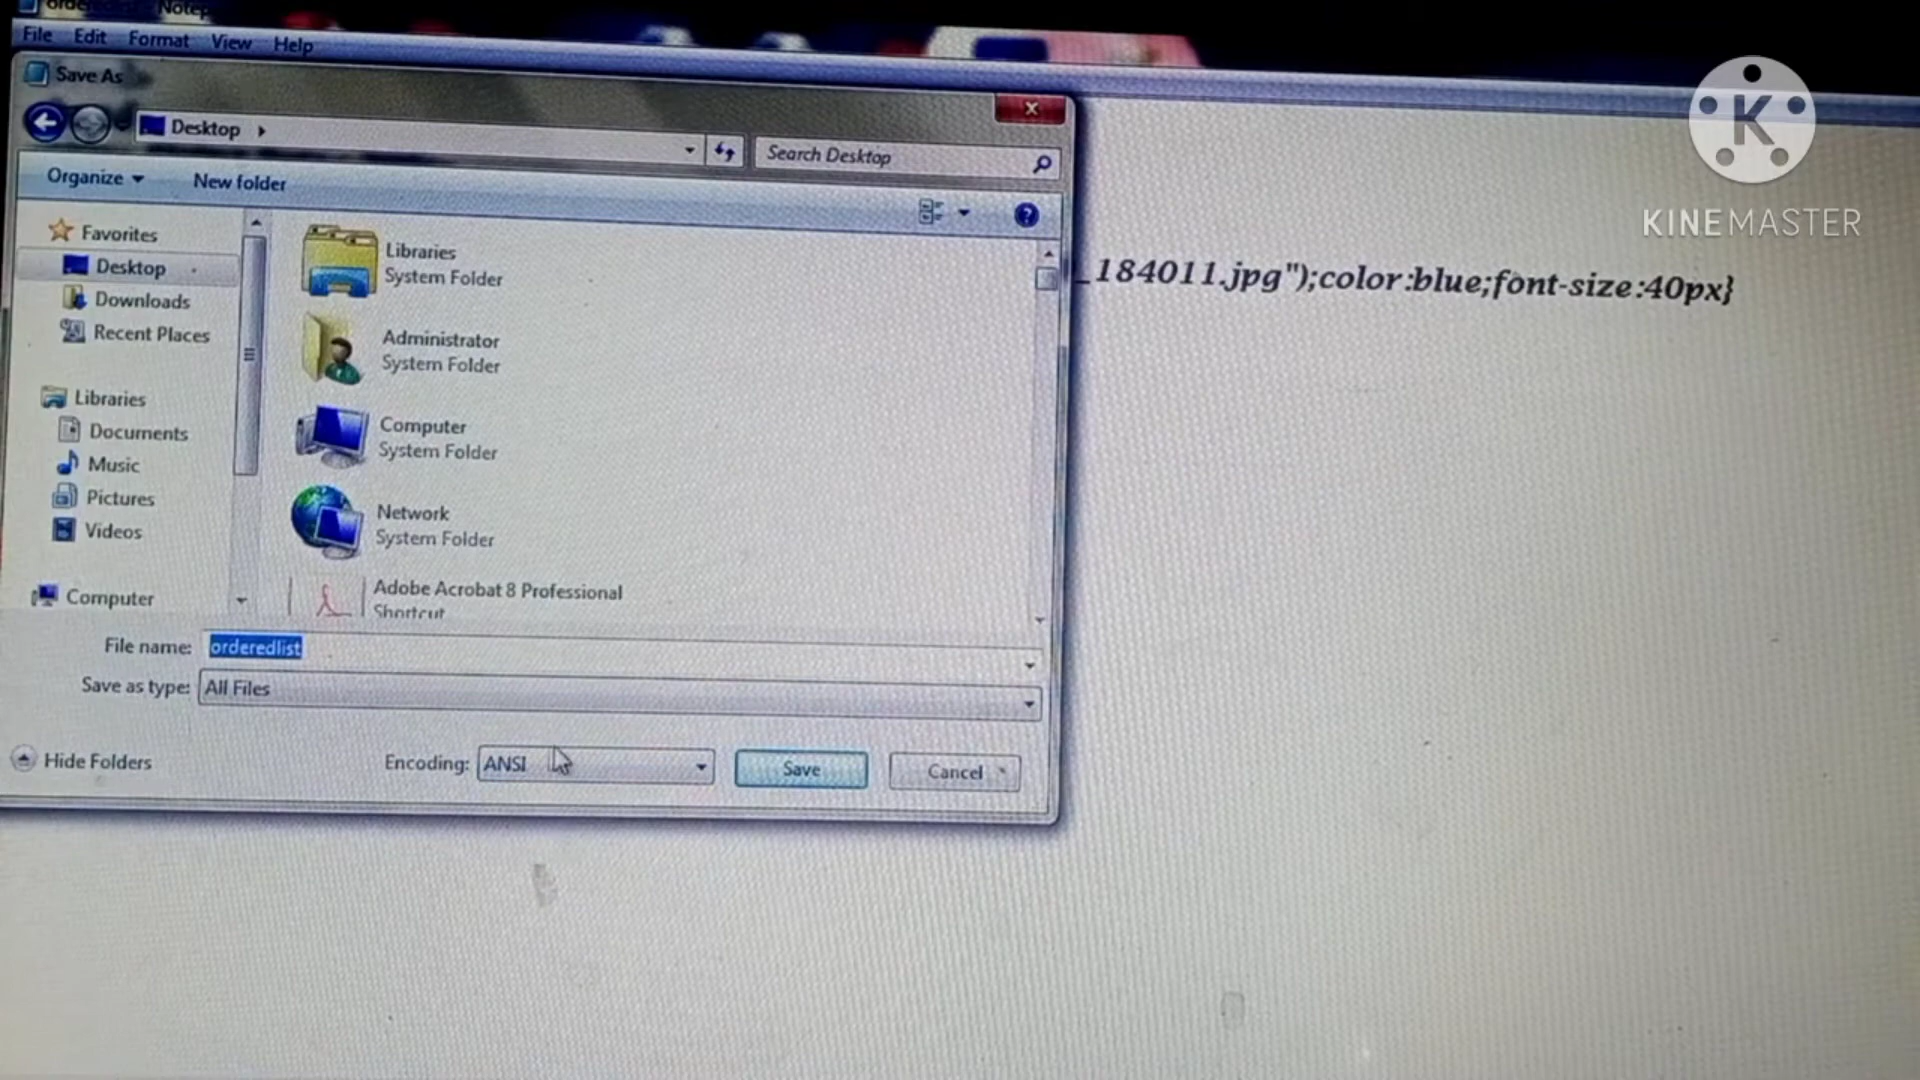 File Edit Format View Help
Save As
Desktop
Search Desktop
Organize New folder
Favorites
Desktop
Downloads
Recent Places
Libraries
Documents
Music
Pictures
Videos
Computer
Libraries
System Folder
Administrator
System Folder
Computer
System Folder
Network
System Folder
Adobe Acrobat 8 Professional
Shortcut
File name: orderedlist
Save as type: All Files
Hide Folders
Encoding: ANSI
Save
Cancel
_184011.jpg");color:blue;font-size:40px}
K
KINEMASTER